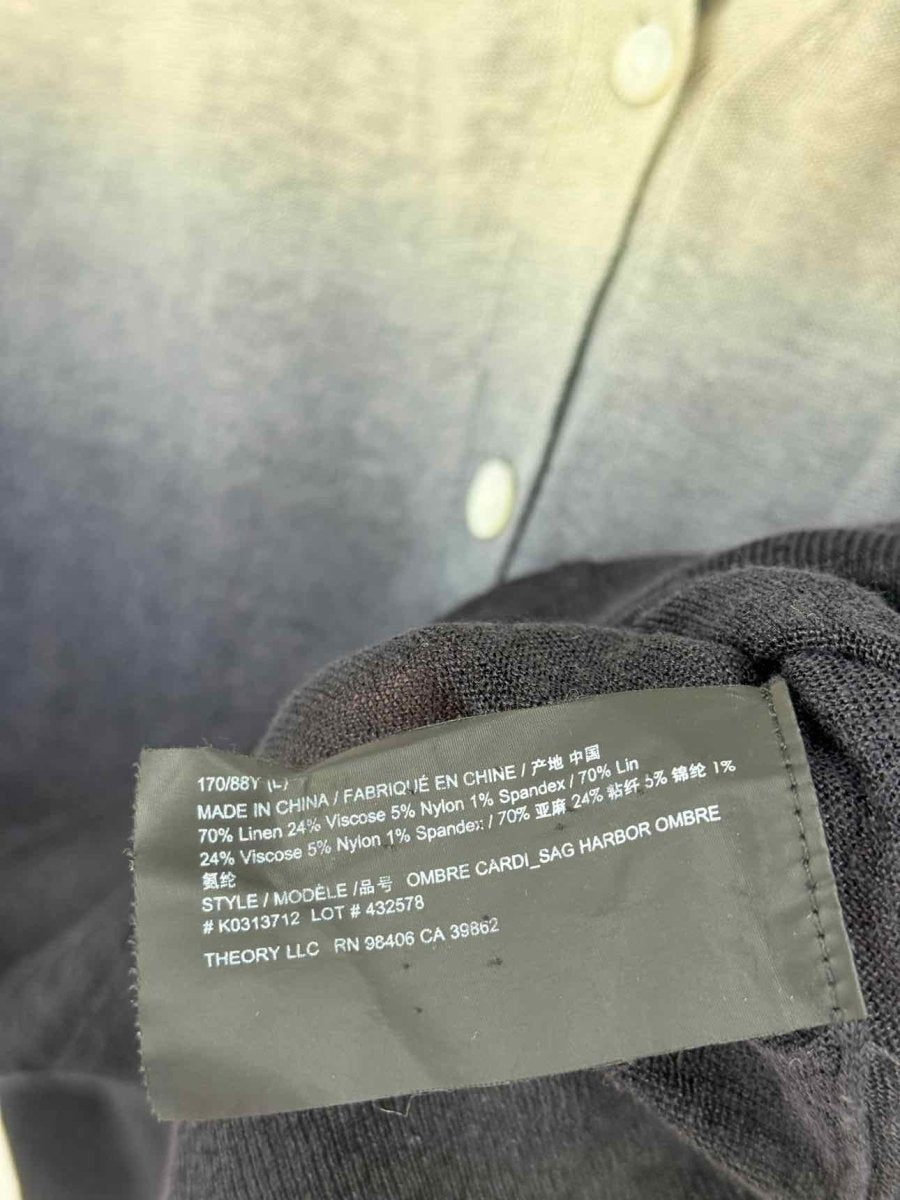 170/88Y (L)
MADE IN CHINA / FABRIQUÉ EN CHINE / 产地 中国
70% Linen 24% Viscose 5% Nylon 1% Spandex / 70% Lin
24% Viscose 5% Nylon 1% Spandex / 70% 亚麻 24% 粘纤 5% 锦纶 1%
氨纶
STYLE / MODÈLE /品号 OMBRE CARDI_SAG HARBOR OMBRE
# K0313712 LOT # 432578
THEORY LLC RN 98406 CA 39862